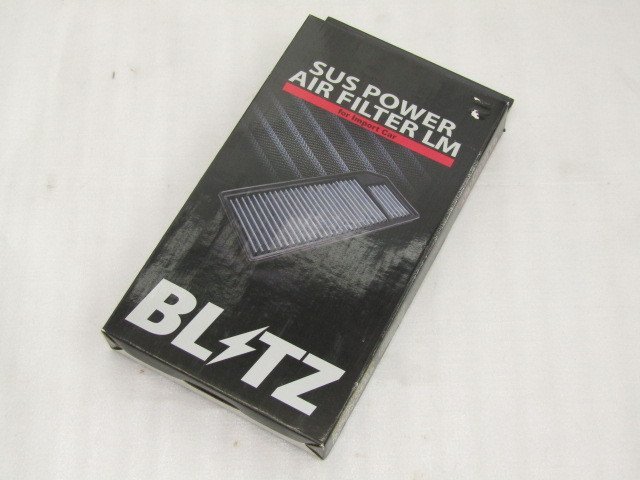 SUS POWER
AIR FILTER LM
for Import Car
BLITZ